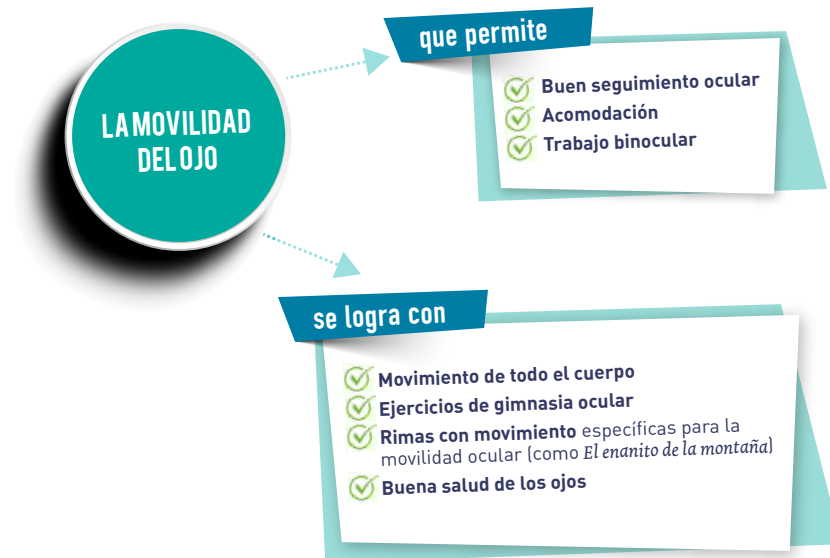 LA MOVILIDAD
DEL OJO
que permite
Buen seguimiento ocular
Acomodación
Trabajo binocular
se logra con
Movimiento de todo el cuerpo
Ejercicios de gimnasia ocular
Rimas con movimiento específicas para la
movilidad ocular (como El enanito de la montaña)
Buena salud de los ojos